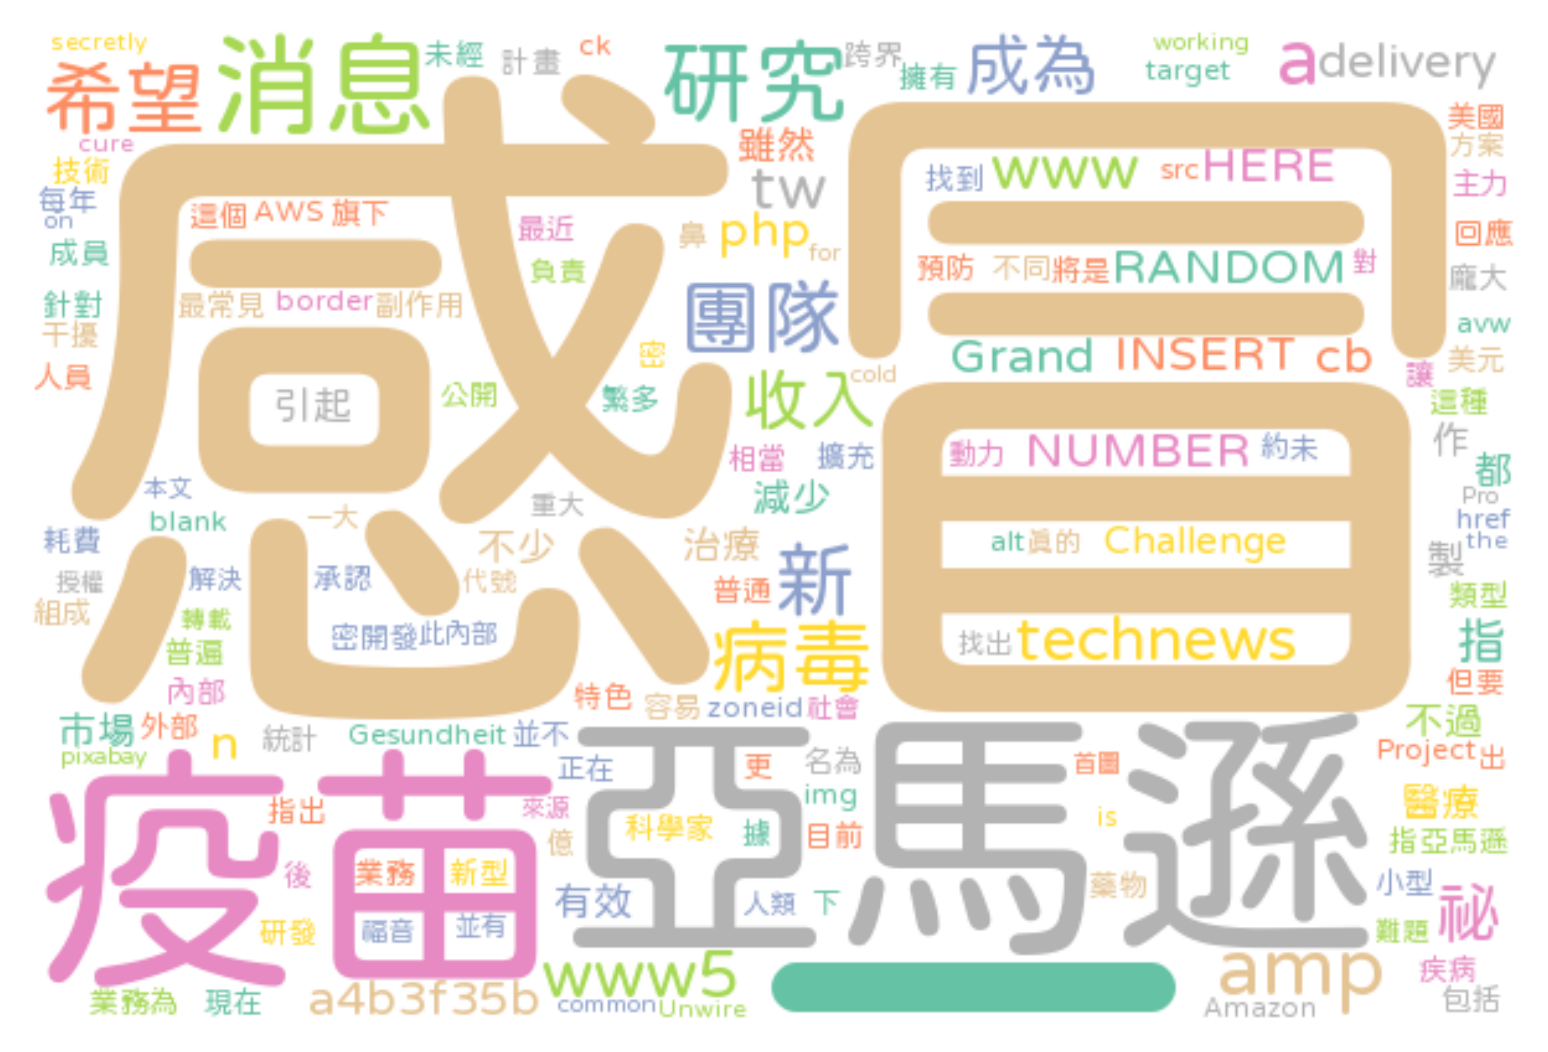 secretly
希望
消息
未經
計畫
ck
研究
跨界
擁有
成為
working
target
a
delivery
cure
技術
每年
on
成員
針對
干擾
人員
感冒
雖然
tw
鼻
php
for
美國
方案
主力
回應
龐大
avw
美元
讓
這種
作
都
Pro
href
the
製
類型
指
但要
不過
Project
出
這個
AWS
旗下
最近
負責
最常見
border
副作用
密
繁多
公開
引起
團隊
收入
cold
找到
www
src
HERE
預防
不同
將是
RANDOM
對
Grand
INSERT
cb
動力
NUMBER
約未
alt
真的
Challenge
找出
technews
相當
擴充
減少
治療
普通
新
病毒
本文
blank
一大
重大
不少
代號
耗費
授權
組成
解決
承認
轉載
普遍
密開發
此內部
內部
市場
外部
pixabay
n
統計
Gesundheit
並不
特色
容易
zoneid
社會
疫苗
指出
正在
來源
億
後
業務
新型
福音
並有
研發
亞馬遜
科學家
更
據
名為
img
目前
首圖
is
有效
人類
下
藥物
醫療
指亞馬遜
小型
難題
祕
疾病
包括
業務為
現在
a4b3f35b
www5
common
Unwire
amp
Amazon